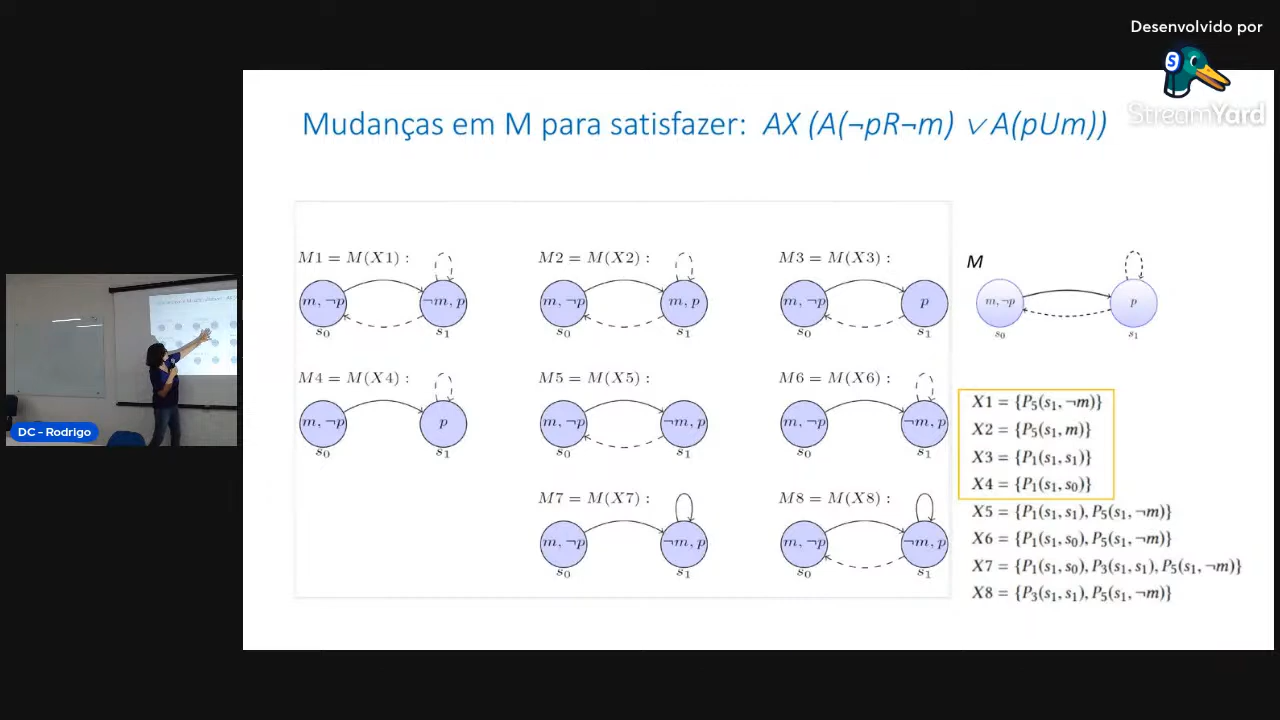 Desenvolvido por
S
StreamYard
Mudanças em M para satisfazer: AX (A(¬pR¬m) ∨ A(pUm))
M1 = M(X1) :
m, ¬p
¬m, p
s₀
s₁
M2 = M(X2) :
m, ¬p
m, p
s₀
s₁
M3 = M(X3) :
m, ¬p
p
s₀
s₁
M
m, ¬p
p
s₀
s₁
M4 = M(X4) :
m, ¬p
p
s₀
s₁
M5 = M(X5) :
m, ¬p
¬m, p
s₀
s₁
M6 = M(X6) :
m, ¬p
¬m, p
s₀
s₁
M7 = M(X7) :
m, ¬p
¬m, p
s₀
s₁
M8 = M(X8) :
m, ¬p
¬m, p
s₀
s₁
X1 = {P₅(s₁, ¬m)}
X2 = {P₅(s₁, m)}
X3 = {P₁(s₁, s₁)}
X4 = {P₁(s₁, s₀)}
X5 = {P₁(s₁, s₁), P₅(s₁, ¬m)}
X6 = {P₁(s₁, s₀), P₅(s₁, ¬m)}
X7 = {P₁(s₁, s₀), P₃(s₁, s₁), P₅(s₁, ¬m)}
X8 = {P₃(s₁, s₁), P₅(s₁, ¬m)}
DC - Rodrigo